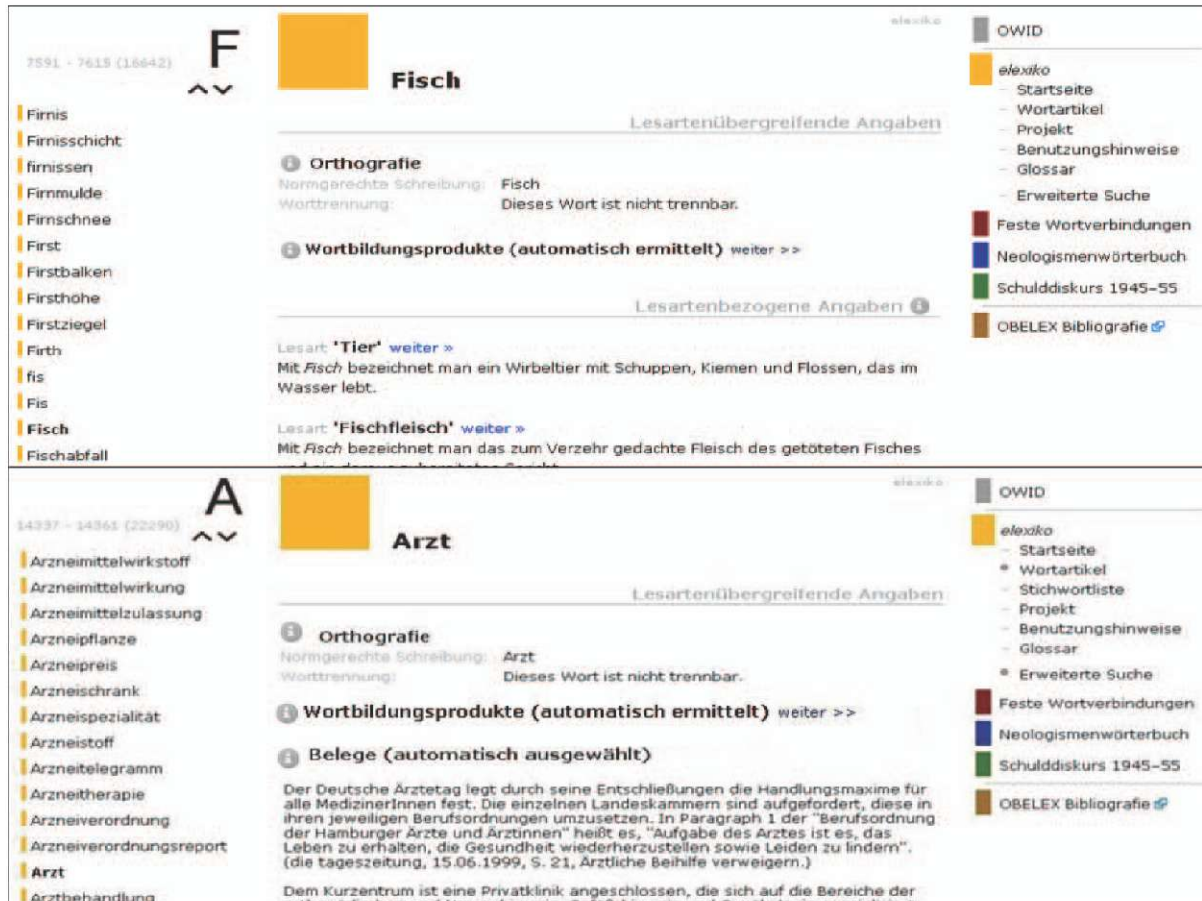 7591 - 7615 (16642)
F
Firnis
Firnisschicht
firnissen
Firnmulde
Firnschnee
First
Firstbalken
Firsthöhe
Firstziegel
Firth
fis
Fis
Fisch
Fischabfall
elexiko
Fisch
Lesartenübergreifende Angaben
Orthografie
Normgerechte Schreibung: Fisch
Worttrennung: Dieses Wort ist nicht trennbar.
Wortbildungsprodukte (automatisch ermittelt) weiter >>
Lesartenbezogene Angaben
Lesart 'Tier' weiter »
Mit Fisch bezeichnet man ein Wirbeltier mit Schuppen, Kiemen und Flossen, das im
Wasser lebt.
Lesart 'Fischfleisch' weiter »
Mit Fisch bezeichnet man das zum Verzehr gedachte Fleisch des getöteten Fisches
OWID
elexiko
– Startseite
– Wortartikel
– Projekt
– Benutzungshinweise
– Glossar
– Erweiterte Suche
Feste Wortverbindungen
Neologismenwörterbuch
Schulddiskurs 1945–55
OBELEX Bibliografie
14337 - 14361 (22290)
A
Arzneimittelwirkstoff
Arzneimittelwirkung
Arzneimittelzulassung
Arzneipflanze
Arzneipreis
Arzneischrank
Arzneispezialität
Arzneistoff
Arzneitelegramm
Arzneitherapie
Arzneiverordnung
Arzneiverordnungsreport
Arzt
Arztbehandlung
elexiko
Arzt
Lesartenübergreifende Angaben
Orthografie
Normgerechte Schreibung: Arzt
Worttrennung: Dieses Wort ist nicht trennbar.
Wortbildungsprodukte (automatisch ermittelt) weiter >>
Belege (automatisch ausgewählt)
Der Deutsche Ärztetag legt durch seine Entschließungen die Handlungsmaxime für
alle MedizinerInnen fest. Die einzelnen Landeskammern sind aufgefordert, diese in
ihren jeweiligen Berufsordnungen umzusetzen. In Paragraph 1 der "Berufsordnung
der Hamburger Ärzte und Ärztinnen" heißt es, "Aufgabe des Arztes ist es, das
Leben zu erhalten, die Gesundheit wiederherzustellen sowie Leiden zu lindern".
(die tageszeitung, 15.06.1999, S. 21, Ärztliche Beihilfe verweigern.)
Dem Kurzentrum ist eine Privatklinik angeschlossen, die sich auf die Bereiche der
OWID
elexiko
– Startseite
• Wortartikel
– Stichwortliste
– Projekt
– Benutzungshinweise
– Glossar
• Erweiterte Suche
Feste Wortverbindungen
Neologismenwörterbuch
Schulddiskurs 1945–55
OBELEX Bibliografie